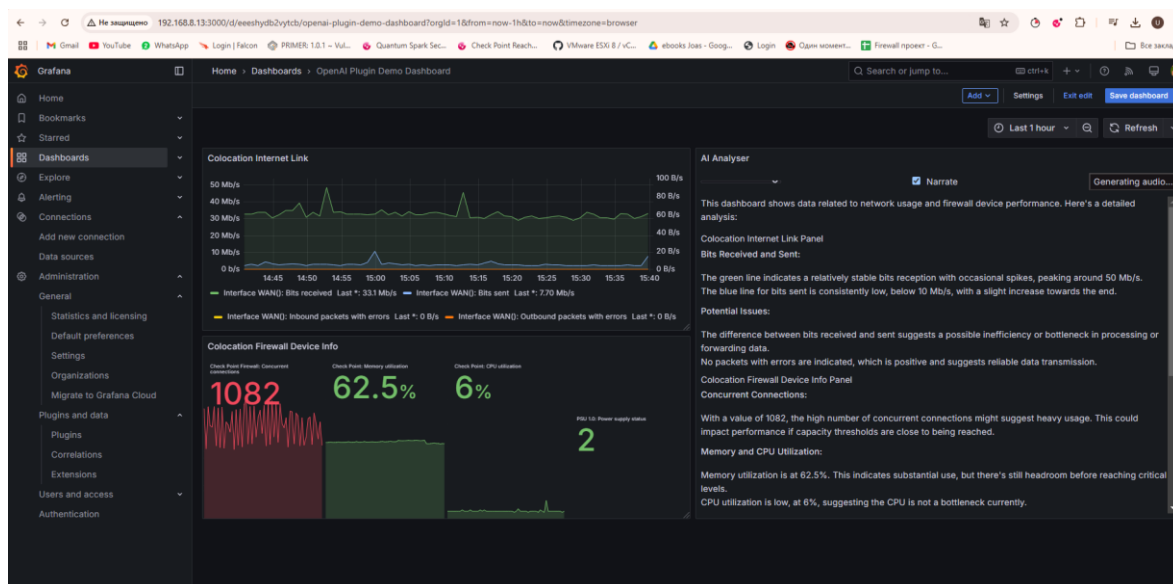 Не защищено 192.168.8.13:3000/d/eeeshydb2vytcb/openai-plugin-demo-dashboard?orgId=1&from=now-1h&to=now&timezone=browser
Gmail YouTube WhatsApp Login | Falcon PRIMER: 1.0.1 ~ Vul... Quantum Spark Sec... Check Point Reach... VMware ESXi 8 / vC... ebooks Joas - Goog... Login Один момент... Firewall проект - G... Все закла
Grafana
Home › Dashboards › OpenAI Plugin Demo Dashboard
Search or jump to... ctrl+k
Add Settings Exit edit Save dashboard
Last 1 hour Refresh
Home
Bookmarks
Starred
Dashboards
Explore
Alerting
Connections
Add new connection
Data sources
Administration
General
Statistics and licensing
Default preferences
Settings
Organizations
Migrate to Grafana Cloud
Plugins and data
Plugins
Correlations
Extensions
Users and access
Authentication
Colocation Internet Link
50 Mb/s
40 Mb/s
30 Mb/s
20 Mb/s
10 Mb/s
0 b/s
100 B/s
80 B/s
60 B/s
40 B/s
20 B/s
0 B/s
14:45 14:50 14:55 15:00 15:05 15:10 15:15 15:20 15:25 15:30 15:35 15:40
Interface WAN(): Bits received Last *: 33.1 Mb/s Interface WAN(): Bits sent Last *: 7.70 Mb/s
Interface WAN(): Inbound packets with errors Last *: 0 B/s Interface WAN(): Outbound packets with errors Last *: 0 B/s
Colocation Firewall Device Info
Check Point Firewall: Concurrent
connections
1082
Check Point: Memory utilization
62.5%
Check Point: CPU utilization
6%
PSU 1.0: Power supply status
2
AI Analyser
Narrate
Generating audio...
This dashboard shows data related to network usage and firewall device performance. Here's a detailed
analysis:
Colocation Internet Link Panel
Bits Received and Sent:
The green line indicates a relatively stable bits reception with occasional spikes, peaking around 50 Mb/s.
The blue line for bits sent is consistently low, below 10 Mb/s, with a slight increase towards the end.
Potential Issues:
The difference between bits received and sent suggests a possible inefficiency or bottleneck in processing or
forwarding data.
No packets with errors are indicated, which is positive and suggests reliable data transmission.
Colocation Firewall Device Info Panel
Concurrent Connections:
With a value of 1082, the high number of concurrent connections might suggest heavy usage. This could
impact performance if capacity thresholds are close to being reached.
Memory and CPU Utilization:
Memory utilization is at 62.5%. This indicates substantial use, but there's still headroom before reaching critical
levels.
CPU utilization is low, at 6%, suggesting the CPU is not a bottleneck currently.